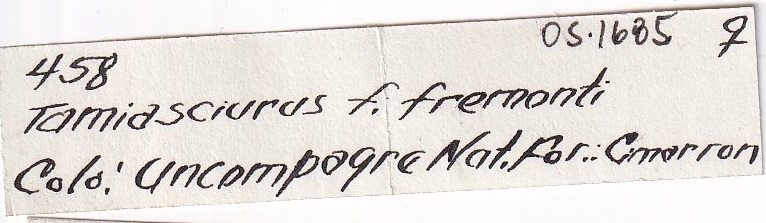 OS.1685 ♀
458
Tamiasciurus f. fremonti
Colo.: Uncompagre Nat. For.: Cimarron